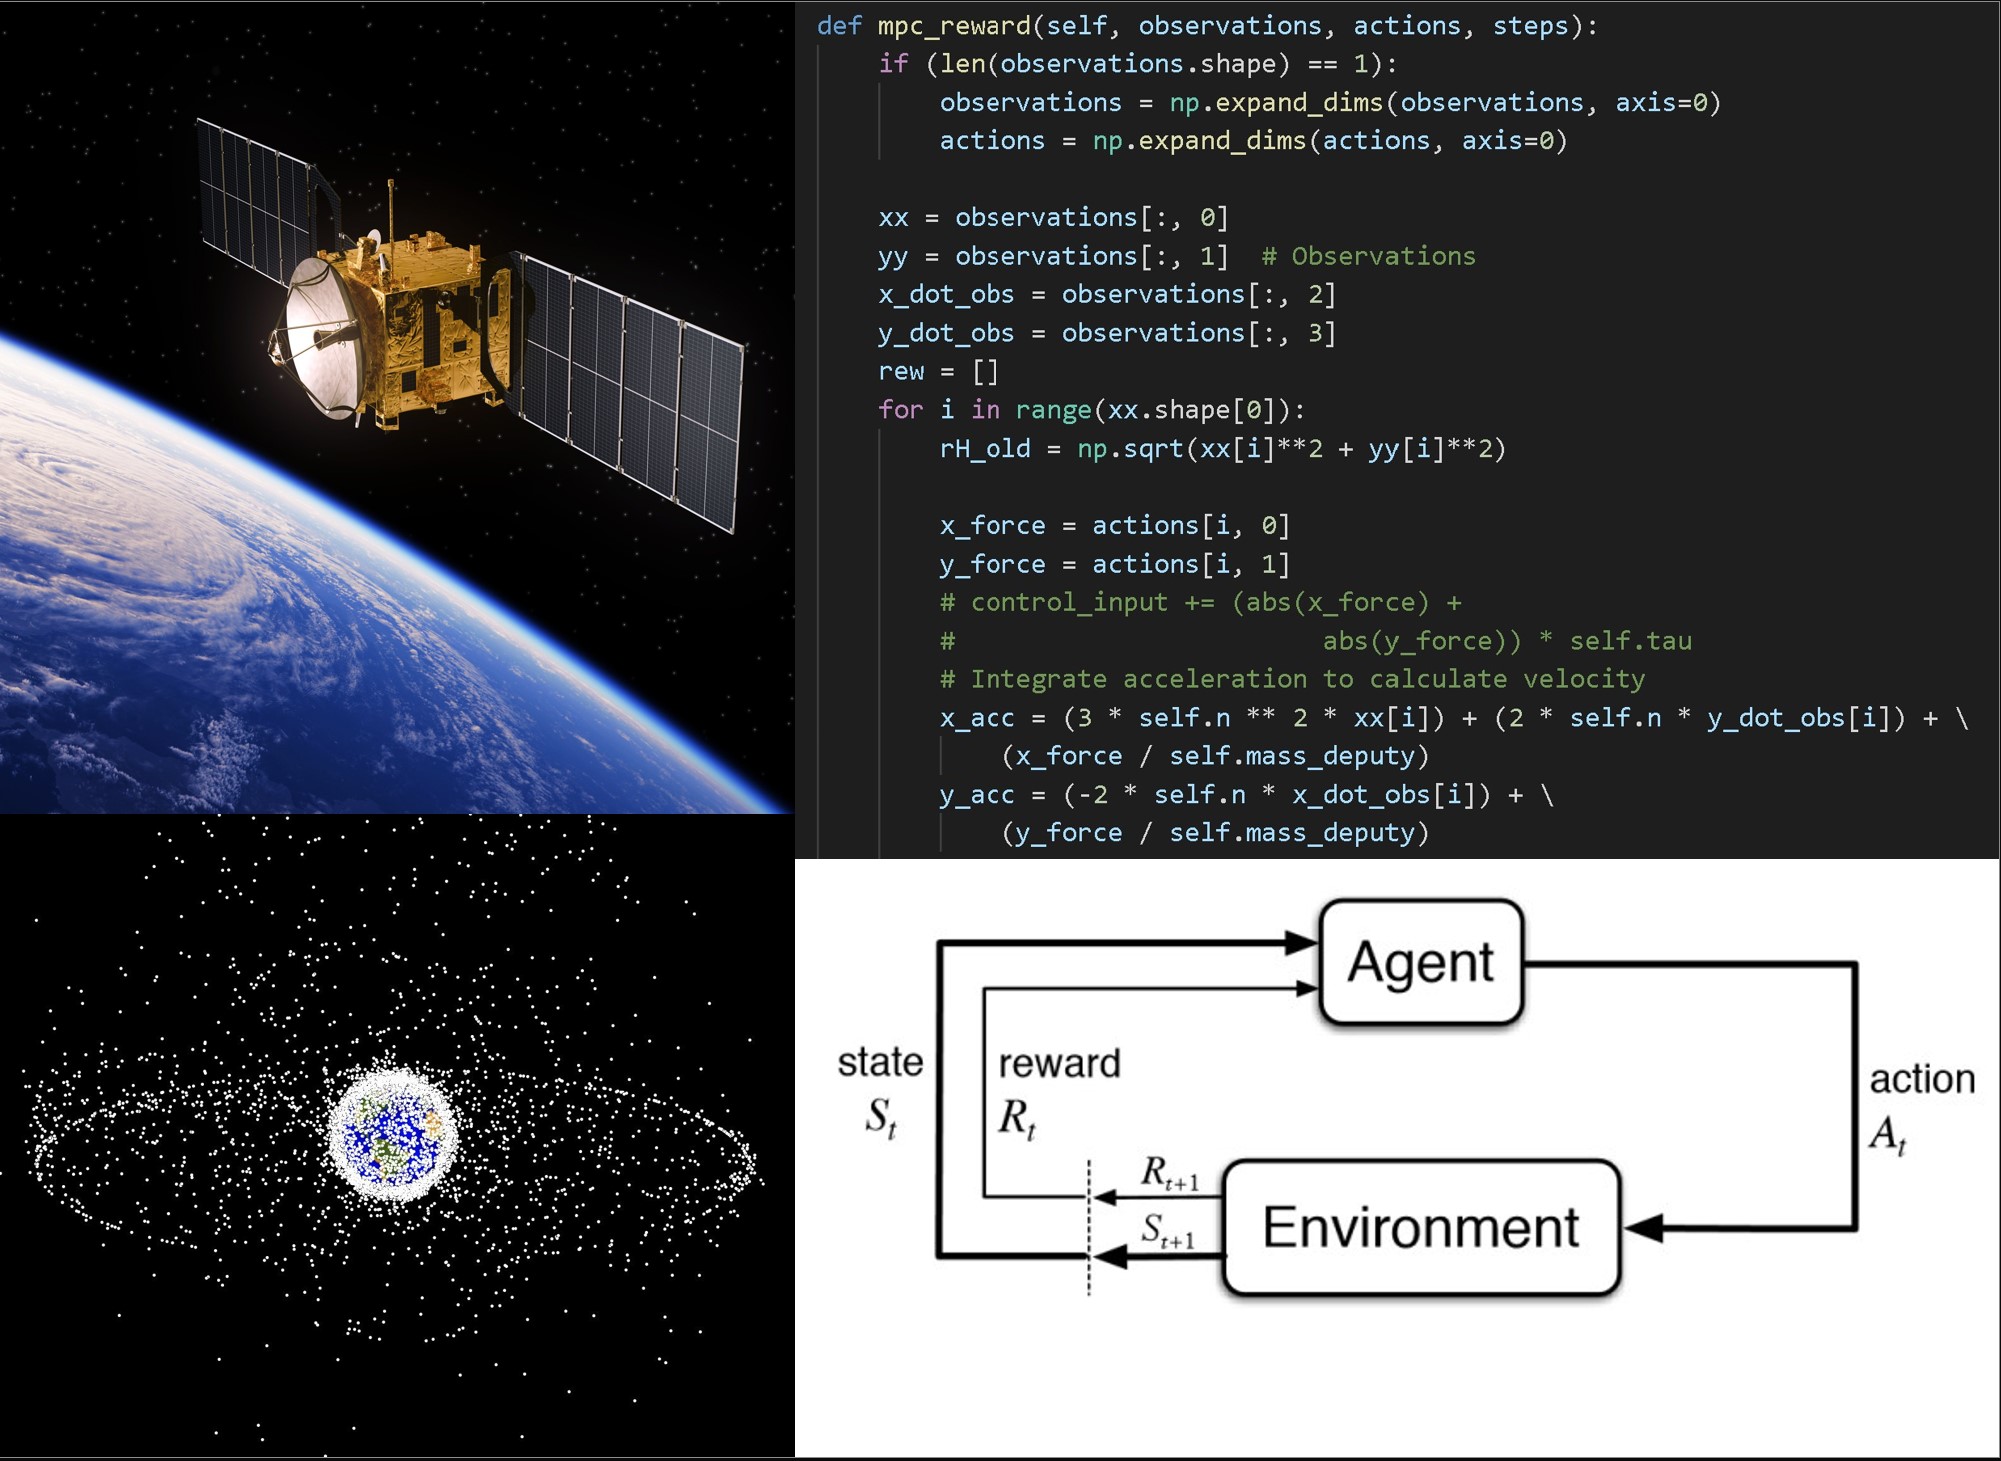 def mpc_reward(self, observations, actions, steps):
    if (len(observations.shape) == 1):
        observations = np.expand_dims(observations, axis=0)
        actions = np.expand_dims(actions, axis=0)
    xx = observations[:, 0]
    yy = observations[:, 1]  # Observations
    x_dot_obs = observations[:, 2]
    y_dot_obs = observations[:, 3]
    rew = []
    for i in range(xx.shape[0]):
        rH_old = np.sqrt(xx[i]**2 + yy[i]**2)
        x_force = actions[i, 0]
        y_force = actions[i, 1]
        # control_input += (abs(x_force) +
        #                        abs(y_force)) * self.tau
        # Integrate acceleration to calculate velocity
        x_acc = (3 * self.n ** 2 * xx[i]) + (2 * self.n * y_dot_obs[i]) + \
            (x_force / self.mass_deputy)
        y_acc = (-2 * self.n * x_dot_obs[i]) + \
            (y_force / self.mass_deputy)
Agent
state
S_t
reward
R_t
action
A_t
R_{t+1}
S_{t+1}
Environment